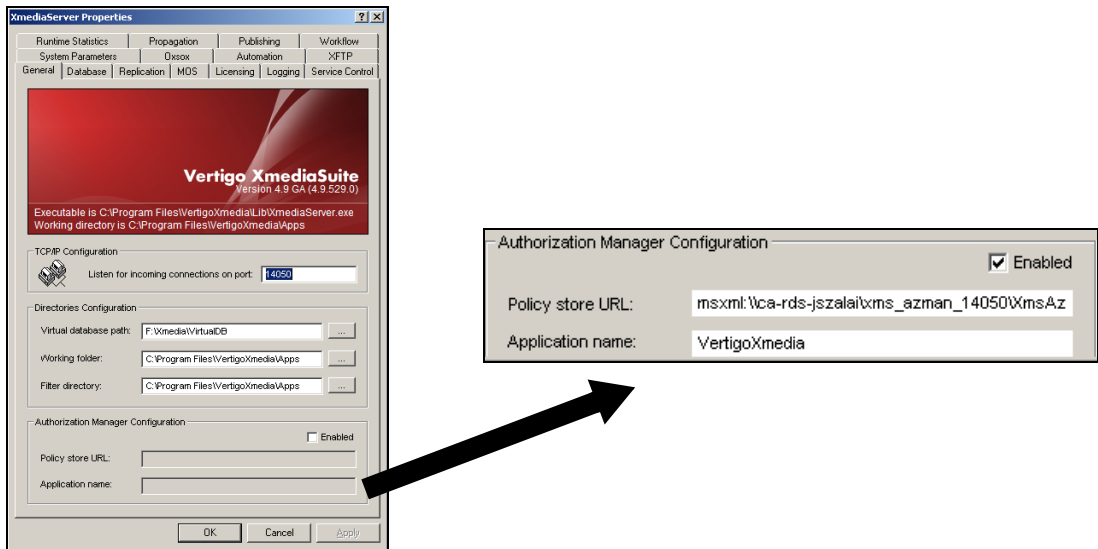 XmediaServer Properties
Runtime Statistics Propagation Publishing Workflow
System Parameters Oxsox Automation XFTP
General Database Replication MOS Licensing Logging Service Control
Vertigo XmediaSuite
Version 4.9 GA (4.9.529.0)
Executable is C:\Program Files\VertigoXmedia\Lib\XmediaServer.exe
Working directory is C:\Program Files\VertigoXmedia\Apps
TCP/IP Configuration
Listen for incoming connections on port: 14050
Directories Configuration
Virtual database path: F:\Xmedia\VirtualDB ...
Working folder: C:\Program Files\VertigoXmedia\Apps ...
Filter directory: C:\Program Files\VertigoXmedia\Apps ...
Authorization Manager Configuration
Enabled
Policy store URL:
Application name:
OK Cancel Apply
Authorization Manager Configuration
Enabled
Policy store URL: msxml:\\ca-rds-jszalai\xms_azman_14050\XmsAz
Application name: VertigoXmedia